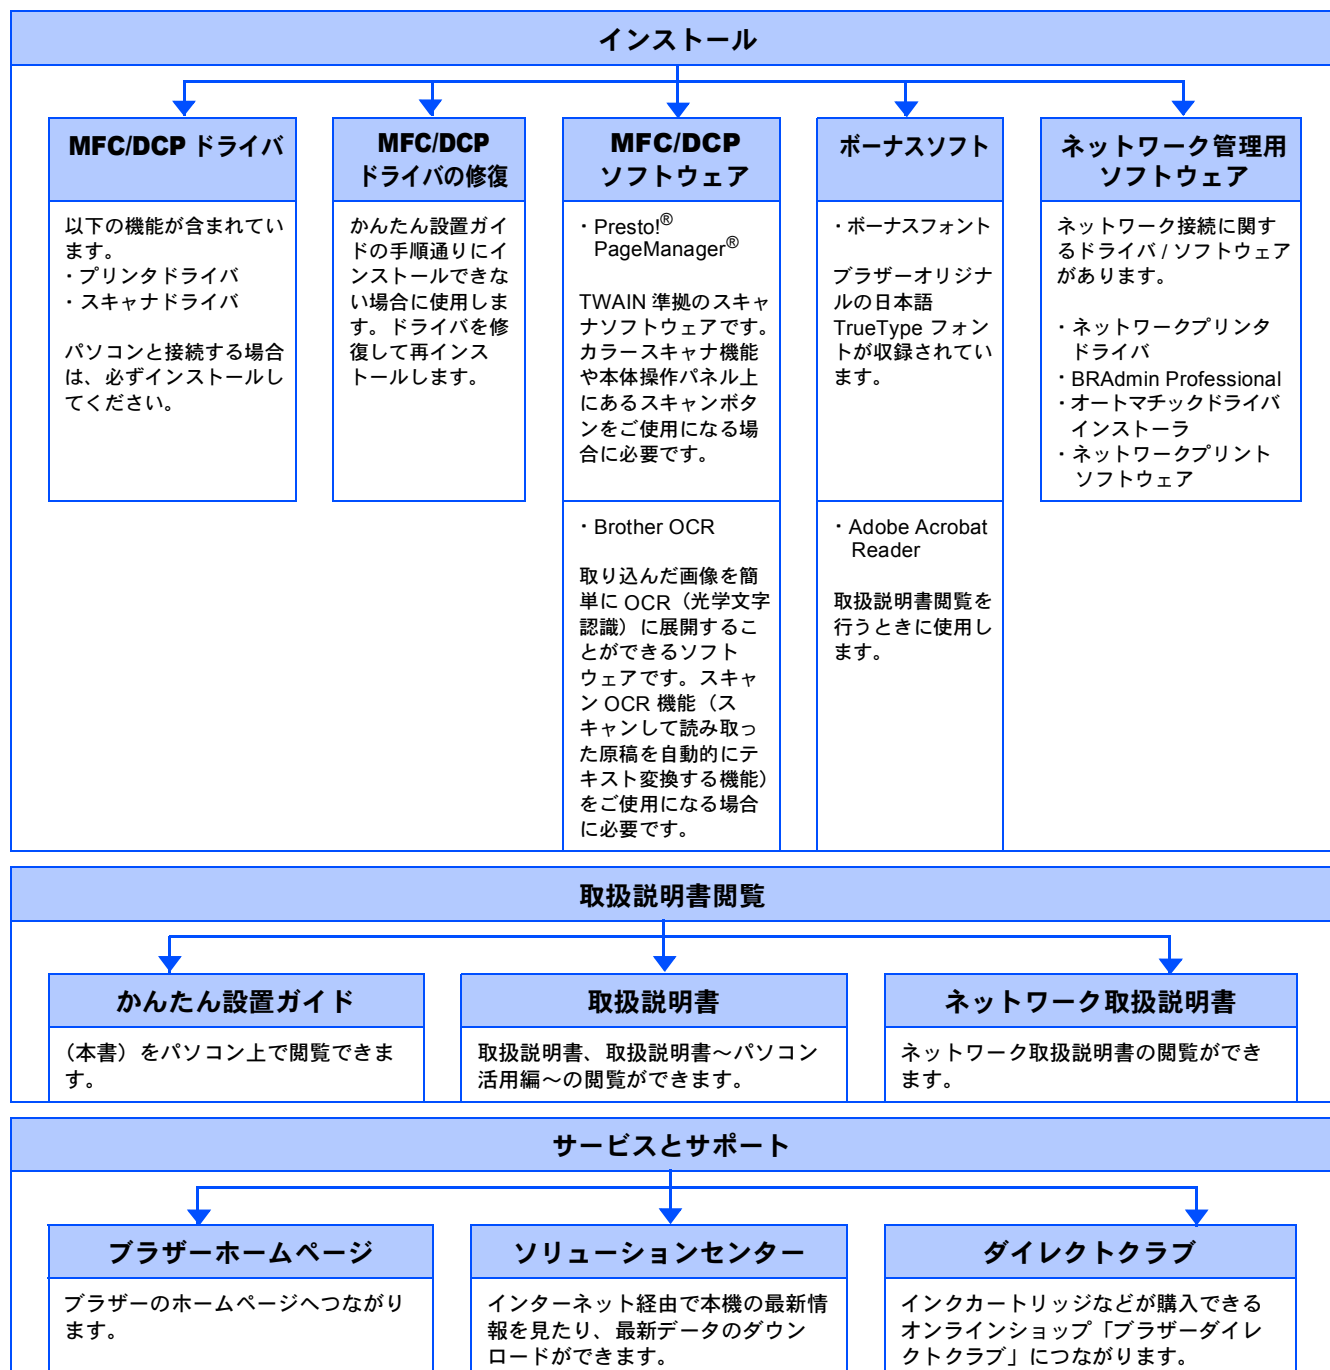 インストール
MFC/DCP ドライバ
以下の機能が含まれてい
ます。
・プリンタドライバ
・スキャナドライバ
パソコンと接続する場合
は、必ずインストールし
てください。
MFC/DCP
ドライバの修復
かんたん設置ガイ
ドの手順通りにイ
ンストールできな
い場合に使用しま
す。ドライバを修
復して再インス
トールします。
MFC/DCP
ソフトウェア
・Presto!®
PageManager®
TWAIN 準拠のスキャ
ナソフトウェアです。
カラースキャナ機能
や本体操作パネル上
にあるスキャンボタ
ンをご使用になる場
合に必要です。
・Brother OCR
取り込んだ画像を簡
単に OCR（光学文字
認識）に展開するこ
とができるソフト
ウェアです。スキャ
ン OCR 機能（ス
キャンして読み取っ
た原稿を自動的にテ
キスト変換する機能）
をご使用になる場合
に必要です。
ボーナスソフト
・ボーナスフォント
ブラザーオリジナ
ルの日本語
TrueType フォン
トが収録されてい
ます。
・Adobe Acrobat
Reader
取扱説明書閲覧を
行うときに使用し
ます。
ネットワーク管理用
ソフトウェア
ネットワーク接続に関す
るドライバ / ソフトウェア
があります。
・ネットワークプリンタ
ドライバ
・BRAdmin Professional
・オートマチックドライバ
インストーラ
・ネットワークプリント
ソフトウェア
取扱説明書閲覧
かんたん設置ガイド
（本書）をパソコン上で閲覧できま
す。
取扱説明書
取扱説明書、取扱説明書～パソコン
活用編～の閲覧ができます。
ネットワーク取扱説明書
ネットワーク取扱説明書の閲覧ができ
ます。
サービスとサポート
ブラザーホームページ
ブラザーのホームページへつながり
ます。
ソリューションセンター
インターネット経由で本機の最新情
報を見たり、最新データのダウン
ロードができます。
ダイレクトクラブ
インクカートリッジなどが購入できる
オンラインショップ「ブラザーダイレ
クトクラブ」につながります。